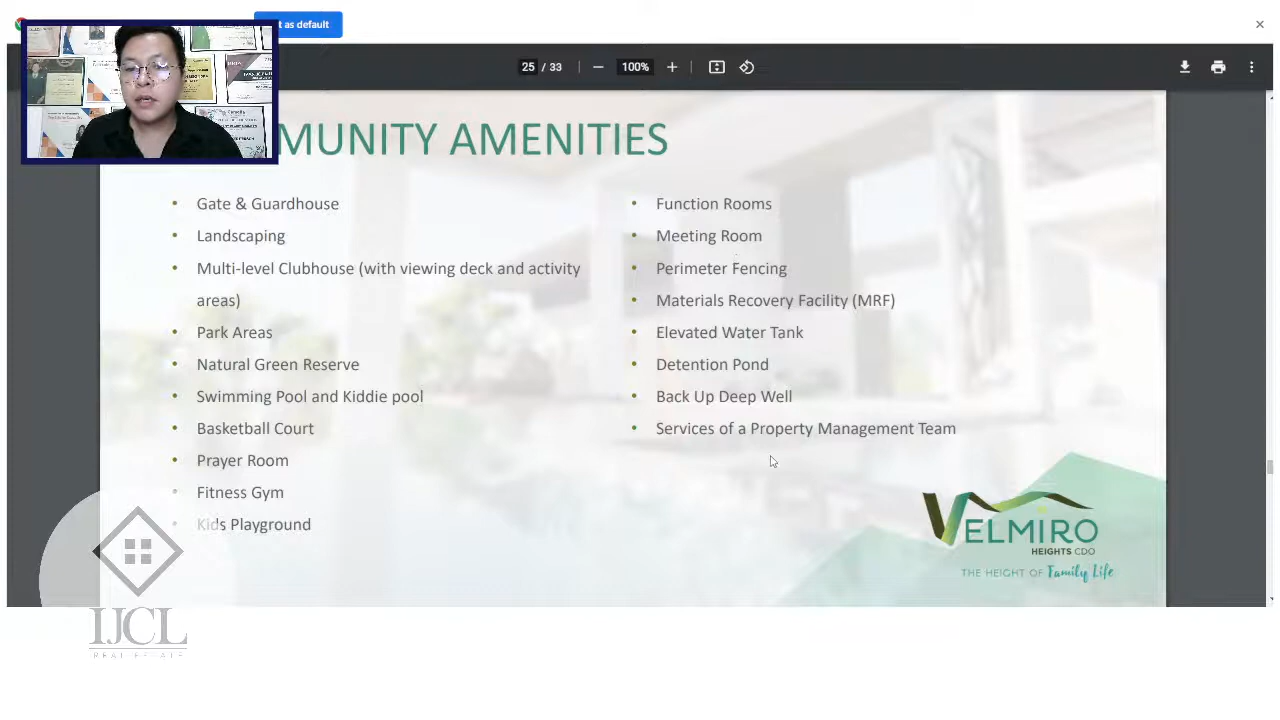 t as default
25 / 33
100%
MUNITY AMENITIES
• Gate & Guardhouse
• Landscaping
• Multi-level Clubhouse (with viewing deck and activity
areas)
• Park Areas
• Natural Green Reserve
• Swimming Pool and Kiddie pool
• Basketball Court
• Prayer Room
• Fitness Gym
• Kids Playground
• Function Rooms
• Meeting Room
• Perimeter Fencing
• Materials Recovery Facility (MRF)
• Elevated Water Tank
• Detention Pond
• Back Up Deep Well
• Services of a Property Management Team
VELMIRO
HEIGHTS CDO
THE HEIGHT OF Family Life
IJCL
REAL ESTATE